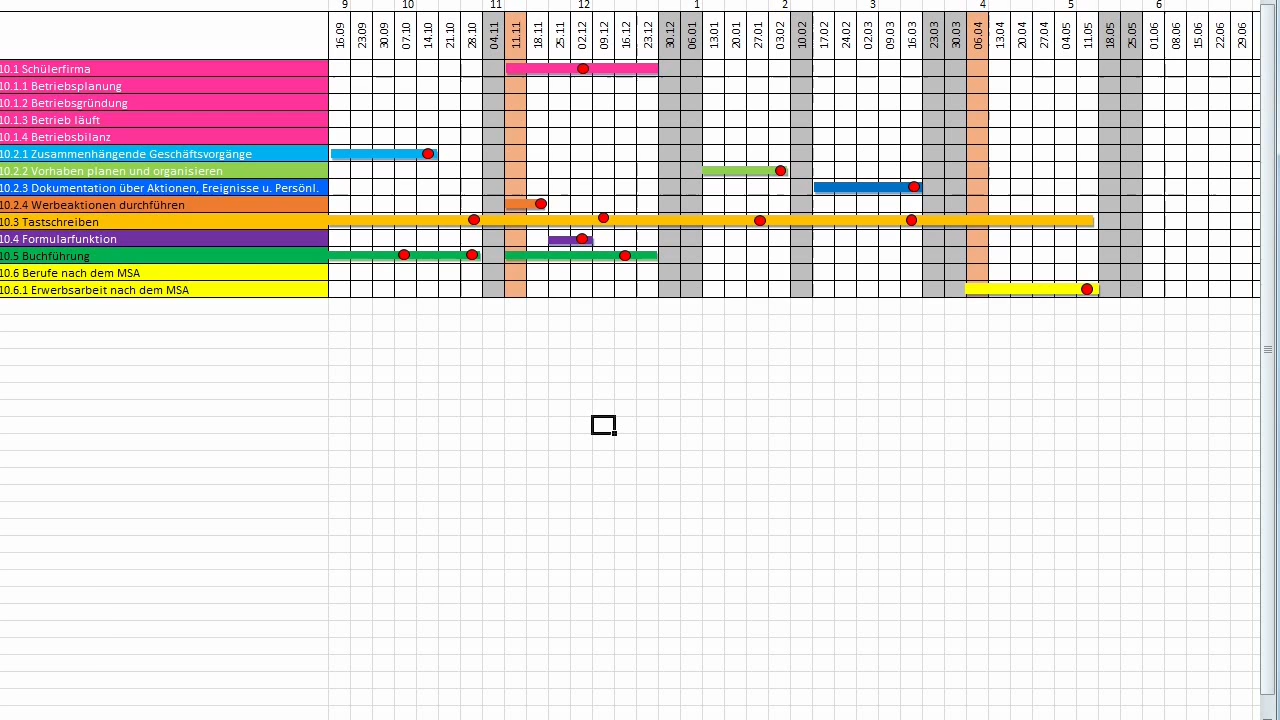 9 10 11 12 1 2 3 4 5 6
16.09 23.09 30.09 07.10 14.10 21.10 28.10 04.11 11.11 18.11 25.11 02.12 09.12 16.12 23.12 30.12 06.01 13.01 20.01 27.01 03.02 10.02 17.02 24.02 02.03 09.03 16.03 23.03 30.03 06.04 13.04 20.04 27.04 04.05 11.05 18.05 25.05 01.06 08.06 15.06 22.06 29.06
10.1 Schülerfirma
10.1.1 Betriebsplanung
10.1.2 Betriebsgründung
10.1.3 Betrieb läuft
10.1.4 Betriebsbilanz
10.2.1 Zusammenhängende Geschäftsvorgänge
10.2.2 Vorhaben planen und organisieren
10.2.3 Dokumentation über Aktionen, Ereignisse u. Persönl.
10.2.4 Werbeaktionen durchführen
10.3 Tastschreiben
10.4 Formularfunktion
10.5 Buchführung
10.6 Berufe nach dem MSA
10.6.1 Erwerbsarbeit nach dem MSA